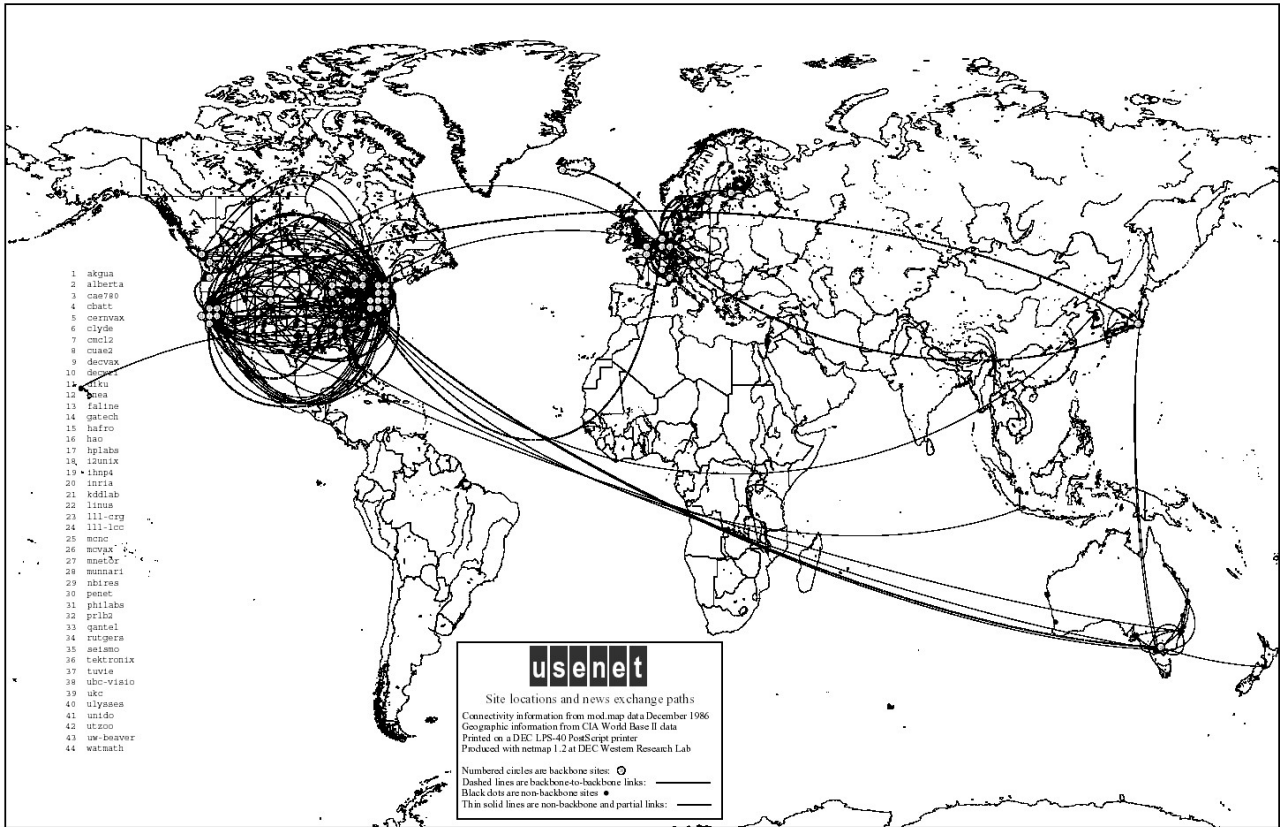 1 akgua
2 alberta
3 cae780
4 cbatt
5 cernvax
6 clyde
7 cmcl2
8 cuae2
9 decvax
10 decwrl
11 diku
12 enea
13 faline
14 gatech
15 hafro
16 hao
17 hplabs
18 i2unix
19 ihnp4
20 inria
21 kddlab
22 linus
23 lll-crg
24 lll-lcc
25 mcnc
26 mcvax
27 mnetor
28 munnari
29 nbires
30 penet
31 philabs
32 prlb2
33 qantel
34 rutgers
35 seismo
36 tektronix
37 tuvie
38 ubc-visio
39 ukc
40 ulysses
41 unido
42 utzoo
43 uw-beaver
44 watmath
usenet
Site locations and news exchange paths
Connectivity information from mod.map data December 1986
Geographic information from CIA World Base II data
Printed on a DEC LPS-40 PostScript printer
Produced with netmap 1.2 at DEC Western Research Lab
Numbered circles are backbone sites:
Dashed lines are backbone-to-backbone links:
Black dots are non-backbone sites
Thin solid lines are non-backbone and partial links: